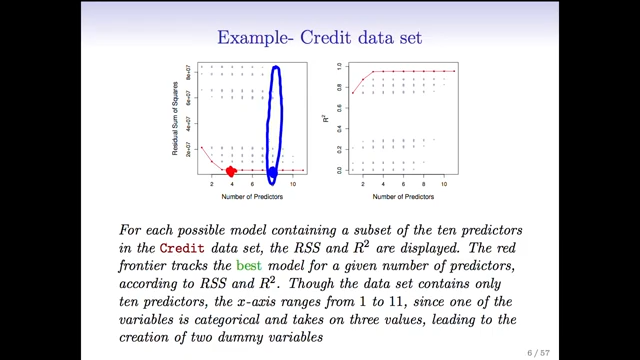 Example- Credit data set
Residual Sum of Squares
2e+07 4e+07 6e+07 8e+07
2 4 6 8 10
Number of Predictors
R²
0.0 0.2 0.4 0.6 0.8 1.0
2 4 6 8 10
Number of Predictors
For each possible model containing a subset of the ten predictors
in the Credit data set, the RSS and R² are displayed. The red
frontier tracks the best model for a given number of predictors,
according to RSS and R². Though the data set contains only
ten predictors, the x-axis ranges from 1 to 11, since one of the
variables is categorical and takes on three values, leading to the
creation of two dummy variables
6 / 57